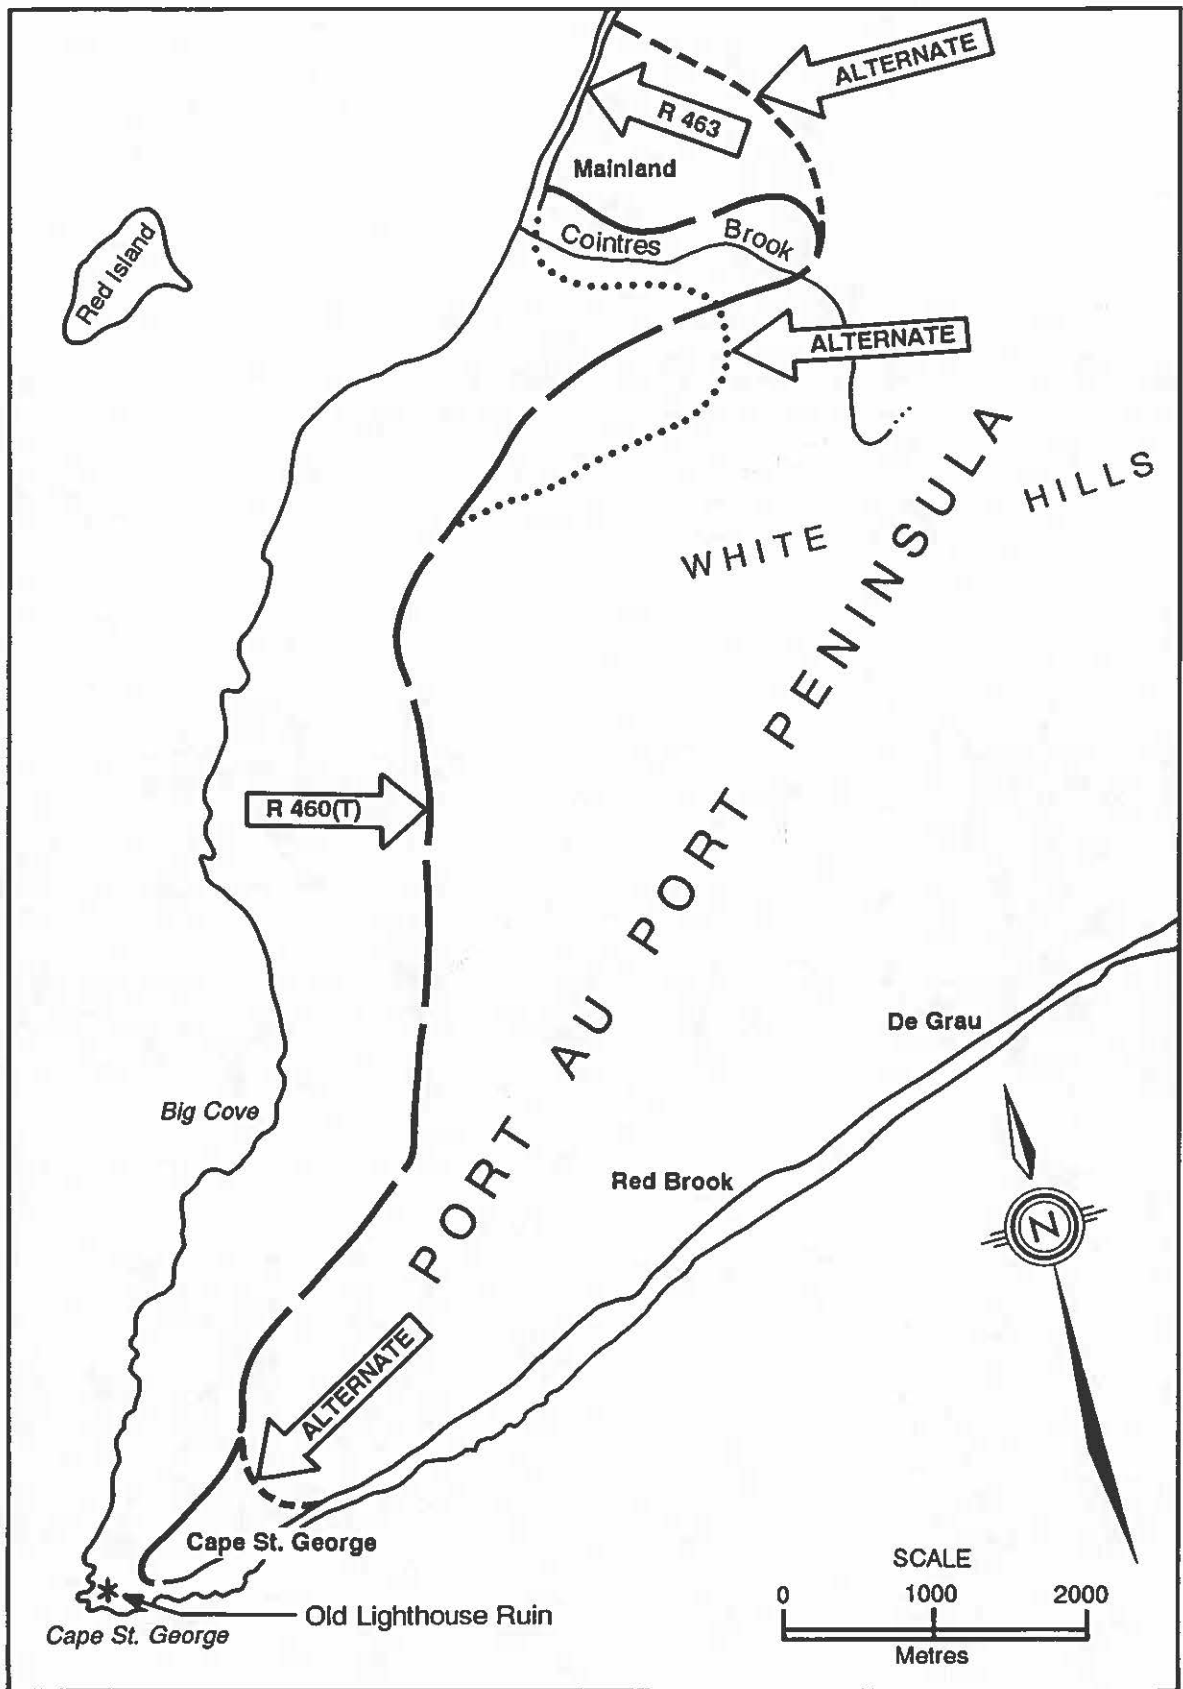 ALTERNATE
R 463
Mainland
Cointres Brook
Red Island
ALTERNATE
WHITE HILLS
PORT AU PORT PENINSULA
R 460(T)
De Grau
Big Cove
Red Brook
N
ALTERNATE
Cape St. George
Old Lighthouse Ruin
Cape St. George
SCALE
0 1000 2000
Metres